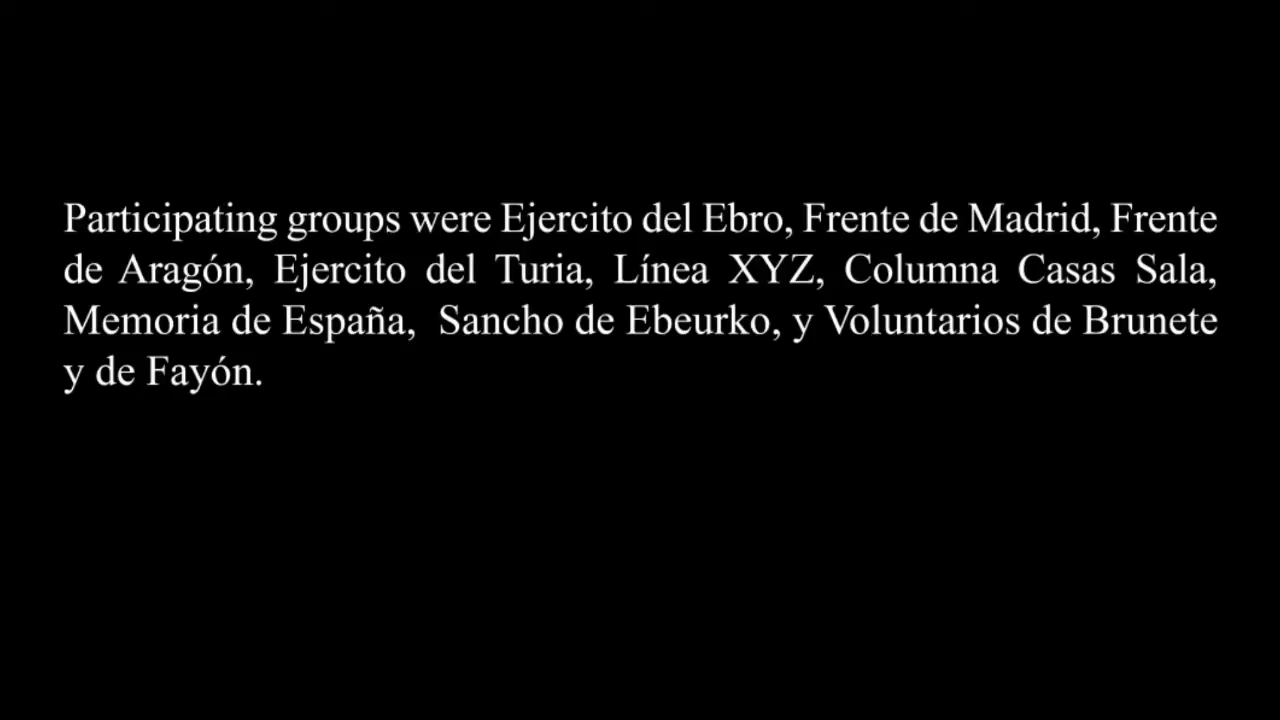 Participating groups were Ejercito del Ebro, Frente de Madrid, Frente
de Aragón, Ejercito del Turia, Línea XYZ, Columna Casas Sala,
Memoria de España,  Sancho de Ebeurko, y Voluntarios de Brunete
y de Fayón.